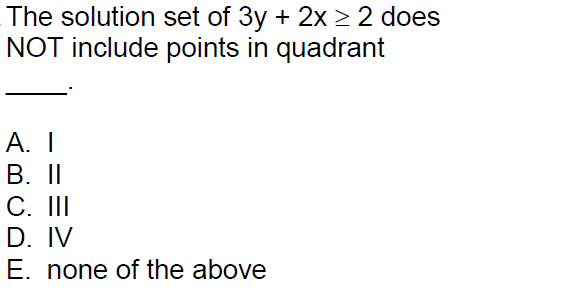 The solution set of 3y + 2x ≥ 2 does
NOT include points in quadrant
____.
A. I
B. II
C. III
D. IV
E. none of the above